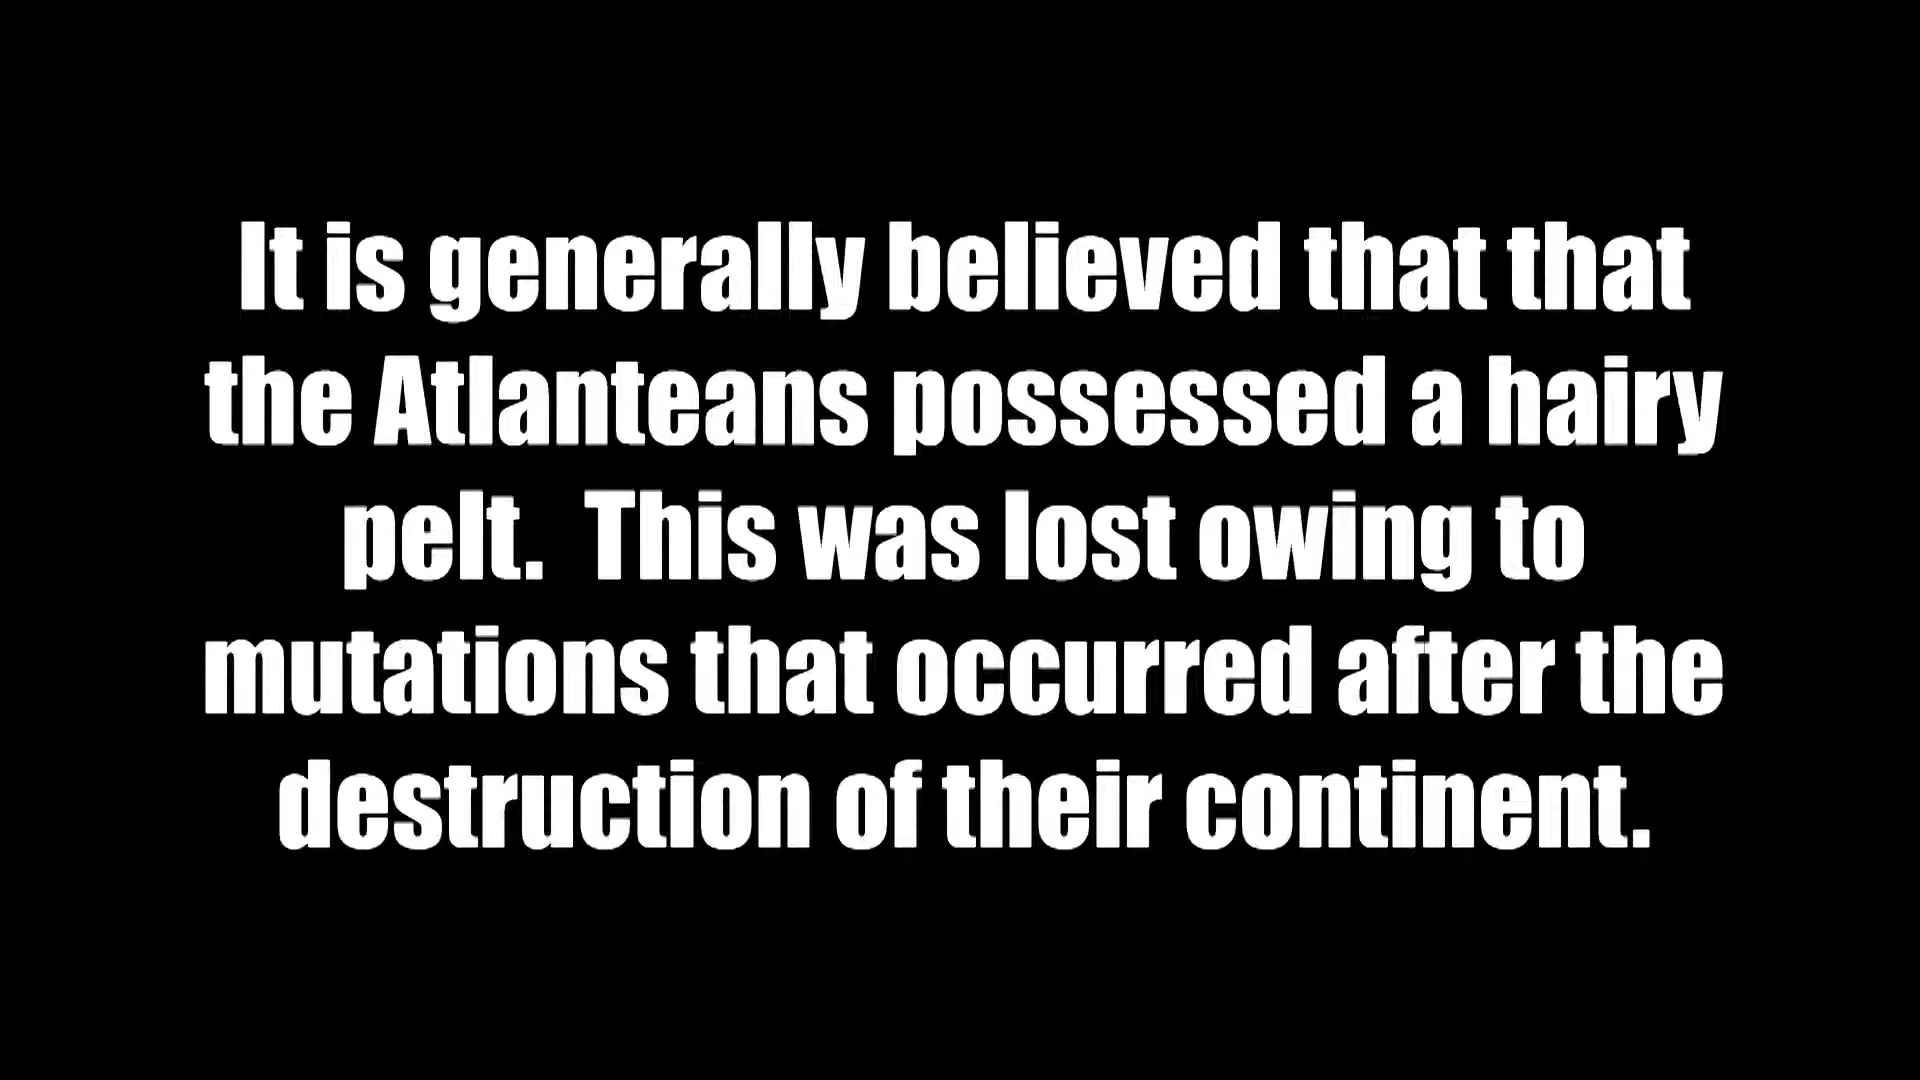 It is generally believed that that
the Atlanteans possessed a hairy
pelt.  This was lost owing to
mutations that occurred after the
destruction of their continent.